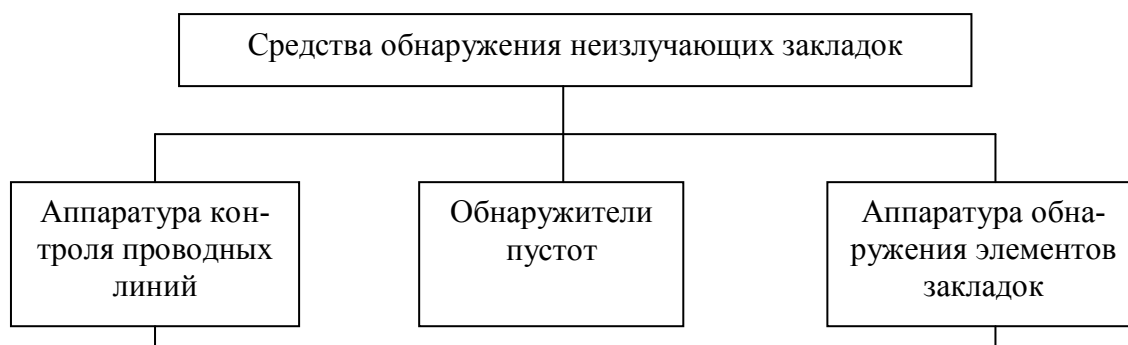 Средства обнаружения неизлучающих закладок
Аппаратура кон-
троля проводных
линий
Обнаружители
пустот
Аппаратура обна-
ружения элементов
закладок